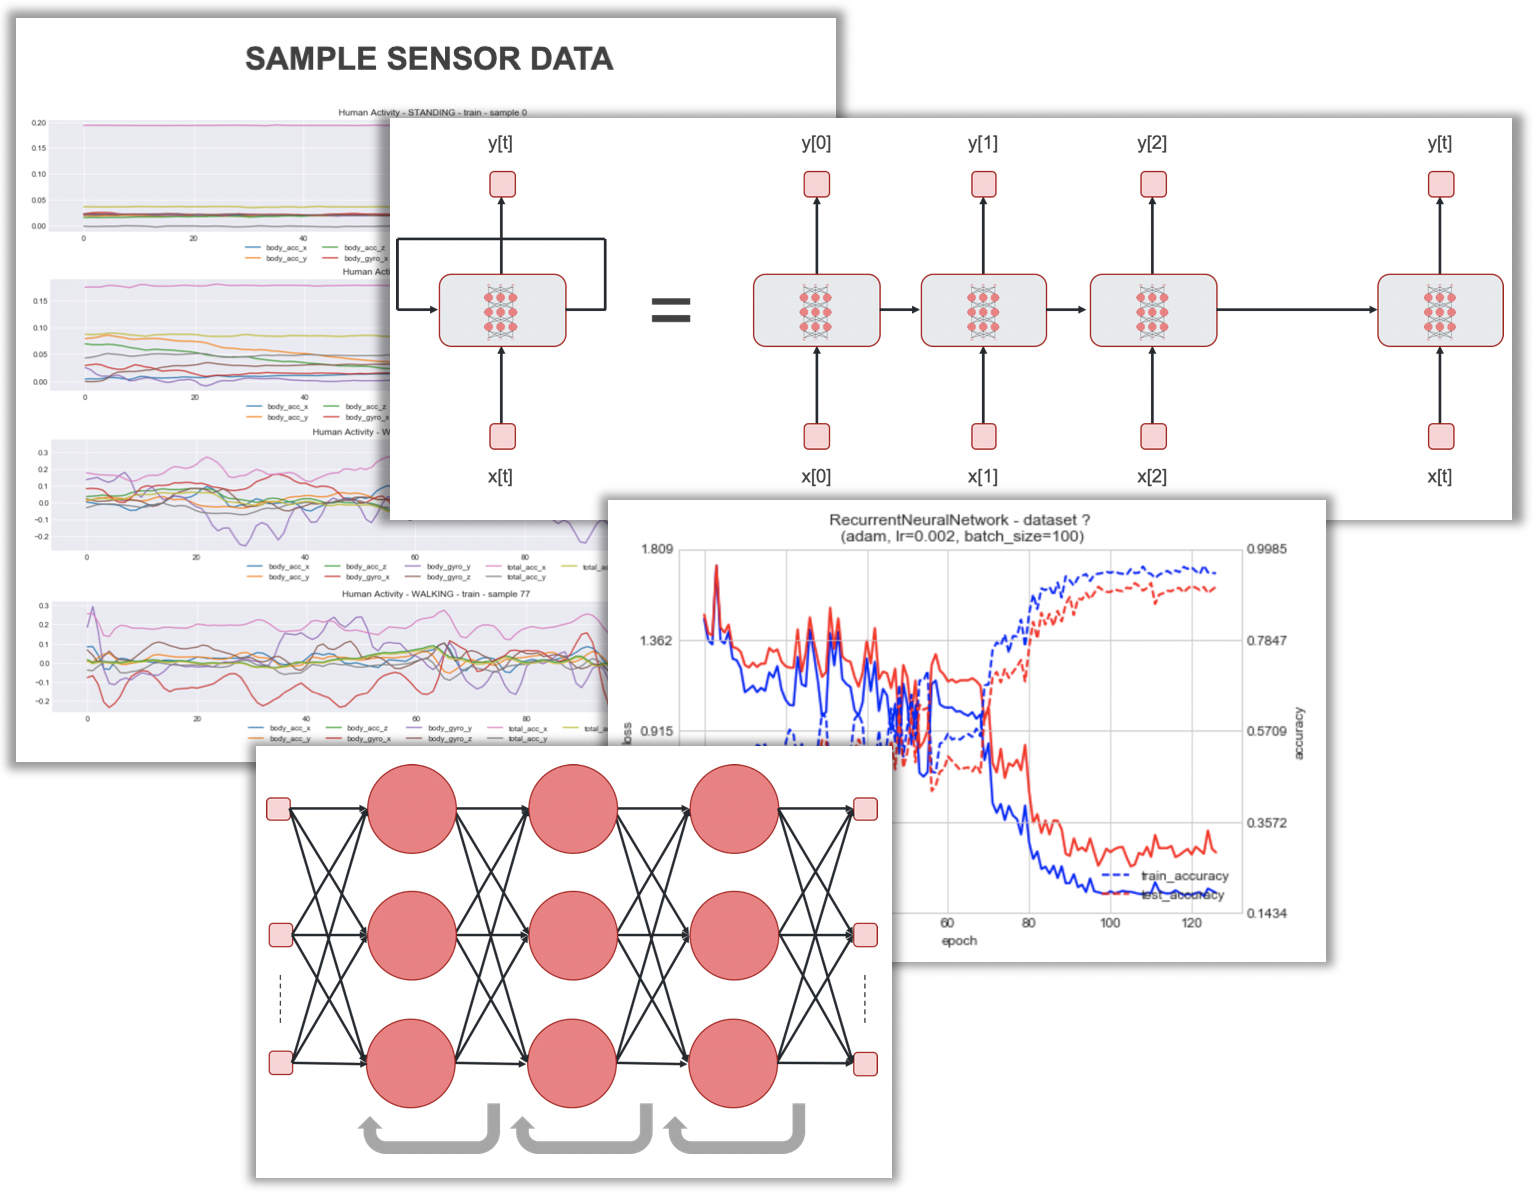 SAMPLE SENSOR DATA
Human Activity - STANDING - train - sample 0
0.20
0.15
0.10
0.05
0.00
0 20 40
body_acc_x body_acc_z
body_acc_y body_gyro_x
Human Acti
0.15
0.10
0.05
0.00
0 20 40
body_acc_x body_acc_z
body_acc_y body_gyro_x
Human Activity - W
0.3
0.2
0.1
0.0
−0.1
−0.2
0 20 40 60 80
body_acc_x body_acc_z body_gyro_y total_acc_x total_ac
body_acc_y body_gyro_x body_gyro_z total_acc_y
Human Activity - WALKING - train - sample 77
0.3
0.2
0.1
0.0
−0.1
−0.2
0 20 40 60 80
body_acc_x body_acc_z body_gyro_y total_acc_x total_a
body_acc_y body_gyro_x body_gyro_z total_acc_y
y[t] y[0] y[1] y[2] y[t]
=
x[t] x[0] x[1] x[2] x[t]
RecurrentNeuralNetwork - dataset ?
(adam, lr=0.002, batch_size=100)
1.809 0.9985
1.362 0.7847
0.915 0.5709
loss accuracy
0.3572
train_accuracy
test_accuracy
0.1434
60 80 100 120
epoch